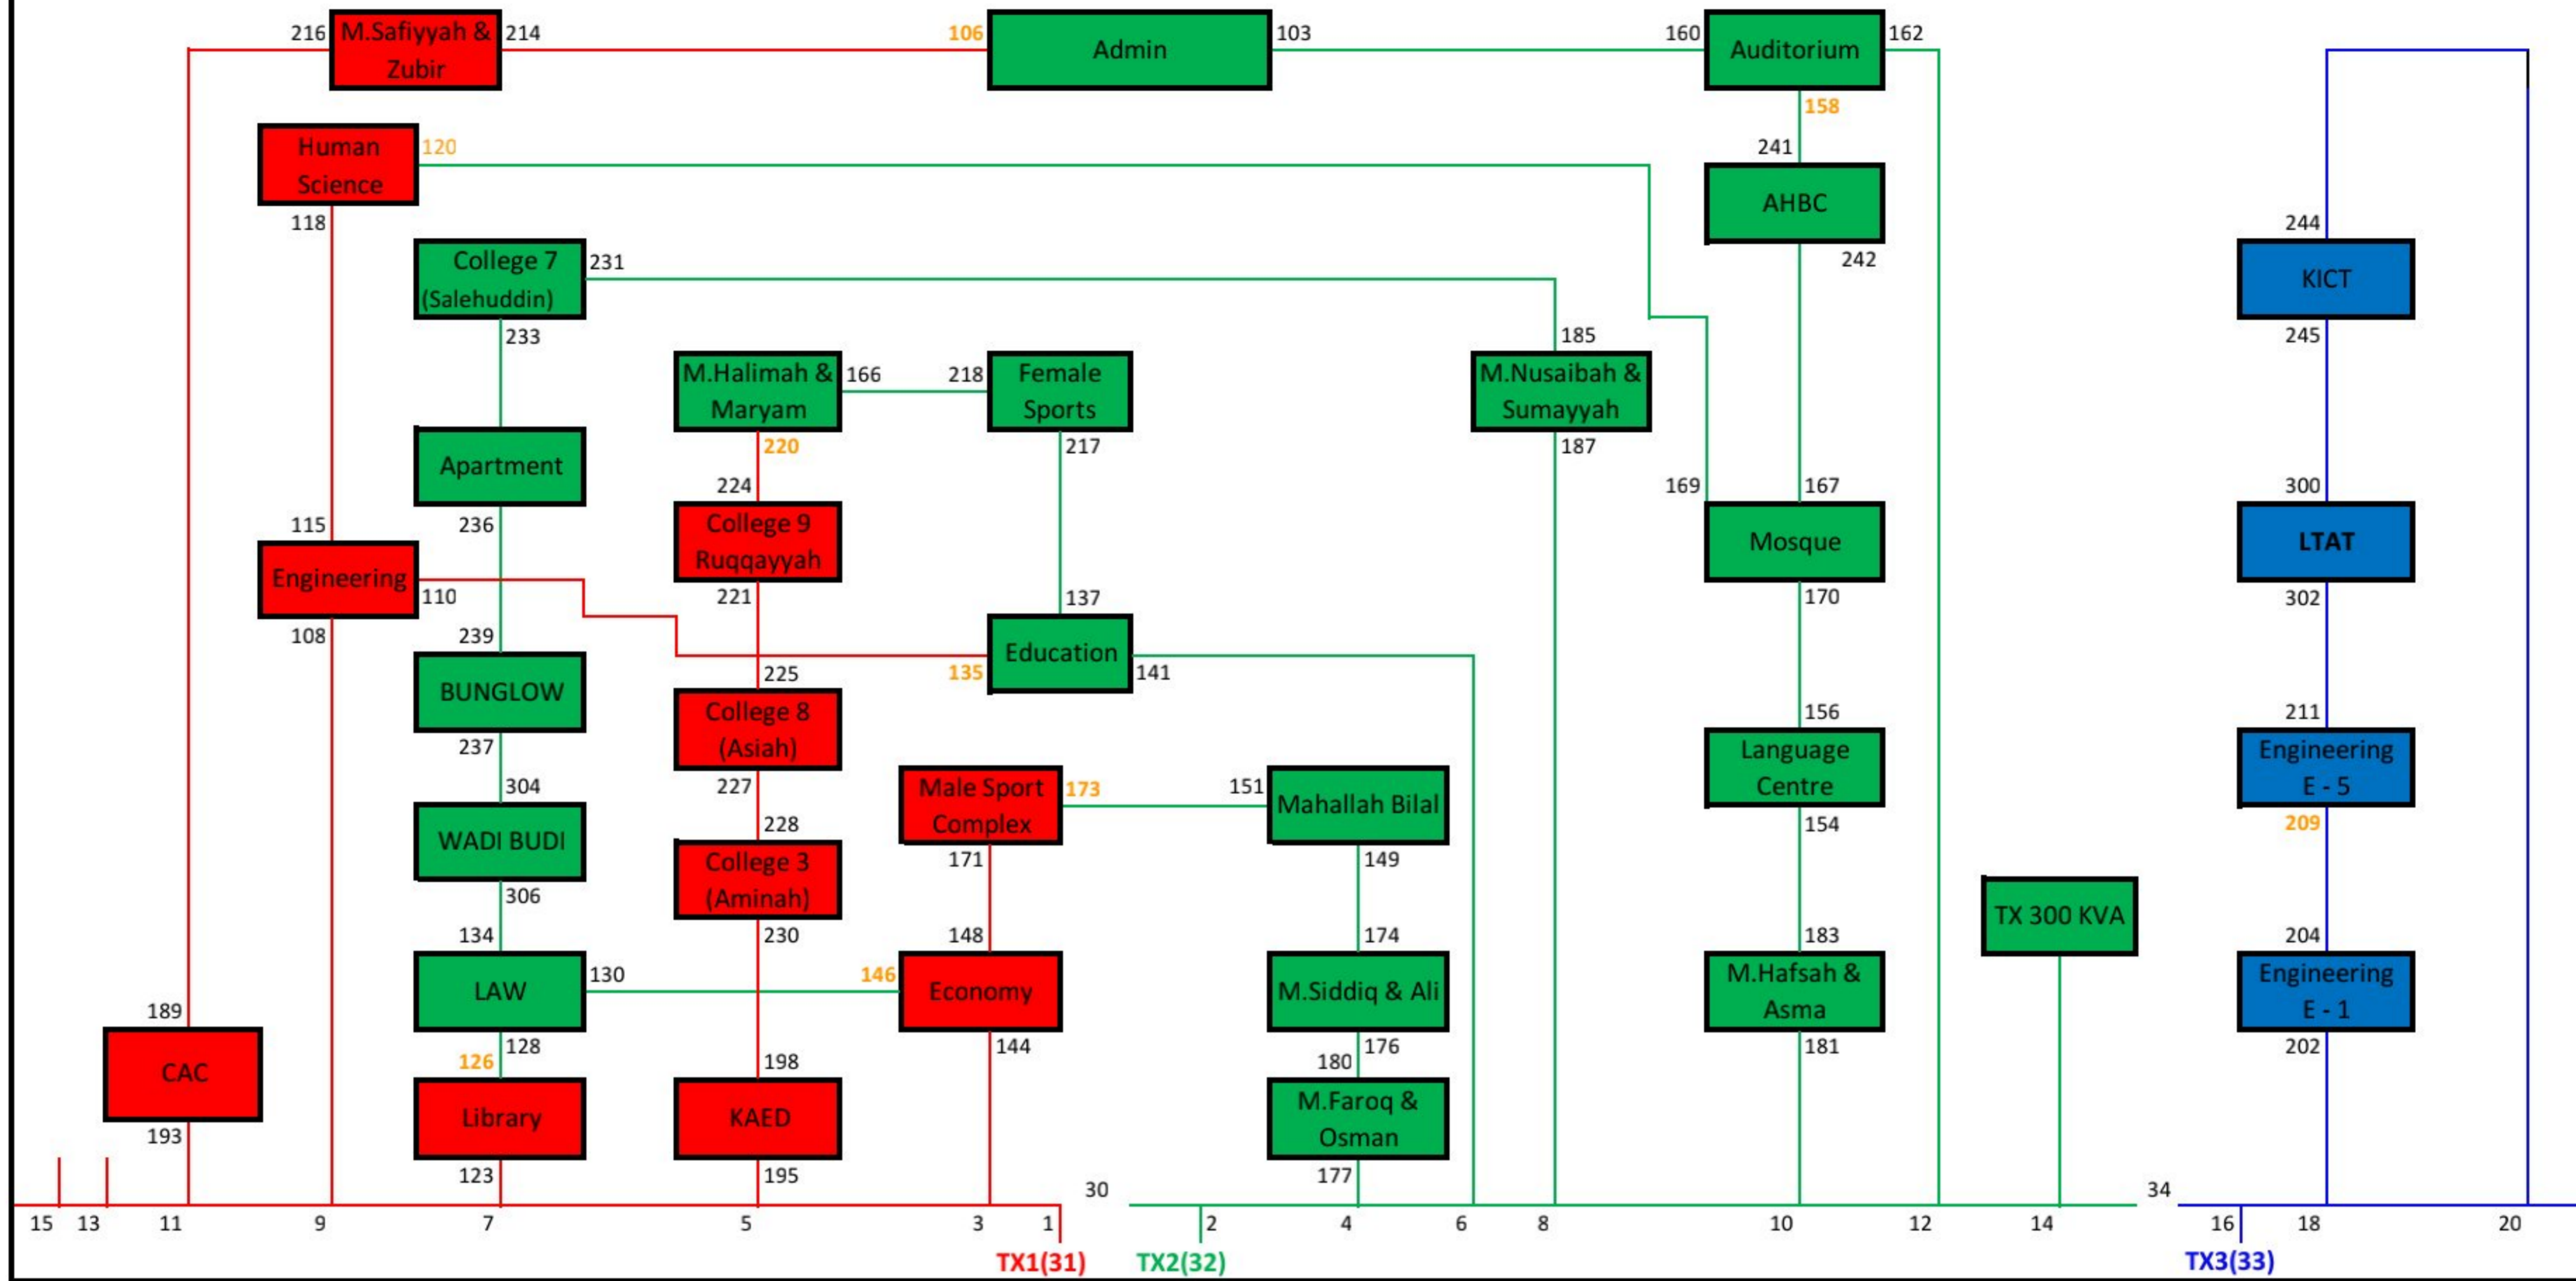 216 M.Safiyyah & 214 106 Admin 103 160 Auditorium 162
Zubir
158
Human 120 241
Science AHBC
118 244
College 7 231 242
(Salehuddin) KICT
233 185 245
M.Halimah & 166 218 Female M.Nusaibah &
Maryam Sports Sumayyah
220 217 187
Apartment
224 169 167 300
115 236 College 9 Mosque LTAT
Ruqqayyah
Engineering 110 221 137 170 302
108 239 Education
225 135 141
BUNGLOW College 8 156 211
237 (Asiah) Language Engineering
Centre E - 5
304 227 Male Sport 173 151 Mahallah Bilal
Complex
WADI BUDI 228 154 209
College 3 171 149
306 (Aminah) TX 300 KVA
134 230 148 174 183 204
LAW 130 146 Economy M.Siddiq & Ali M.Hafsah & Engineering
Asma E - 1
189 128 144 176 181 202
CAC 126 198 180
Library KAED M.Faroq &
Osman
193
123 195 177
30 34
15 13 11 9 7 5 3 1 2 4 6 8 10 12 14 16 18 20
TX1(31) TX2(32) TX3(33)